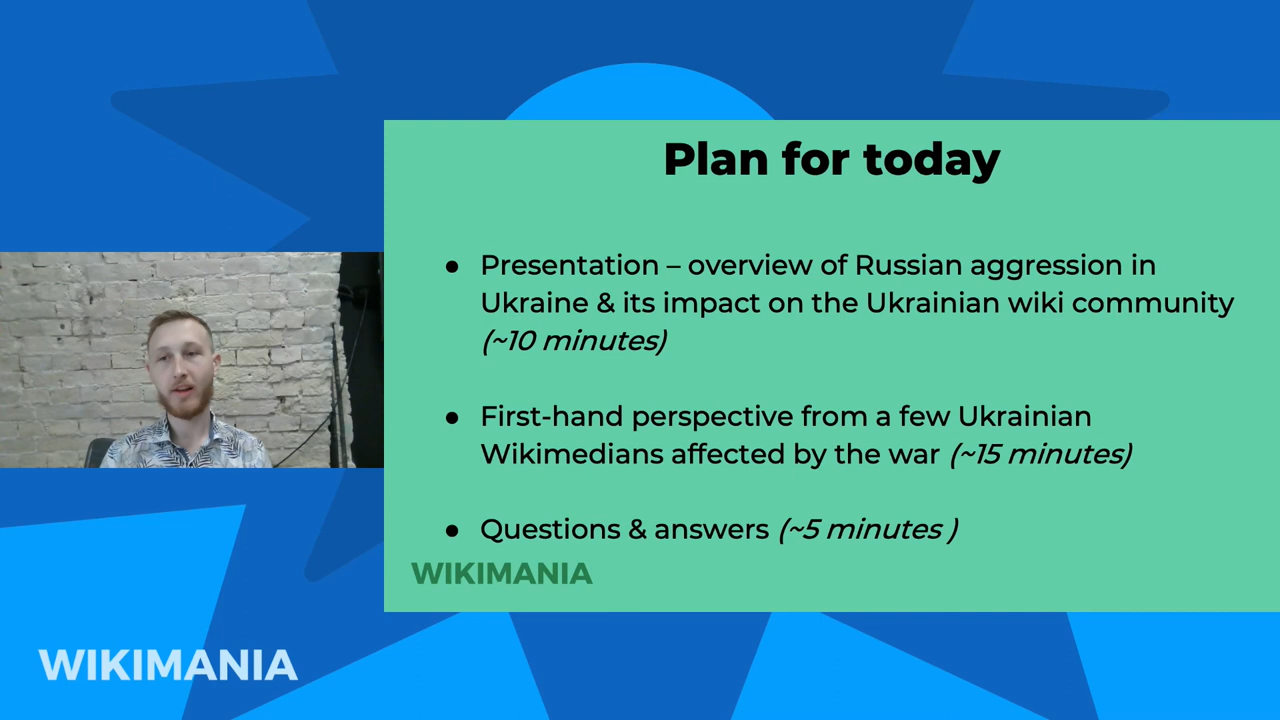 Plan for today
● Presentation – overview of Russian aggression in
Ukraine & its impact on the Ukrainian wiki community
(~10 minutes)
● First-hand perspective from a few Ukrainian
Wikimedians affected by the war (~15 minutes)
● Questions & answers (~5 minutes )
WIKIMANIA
WIKIMANIA